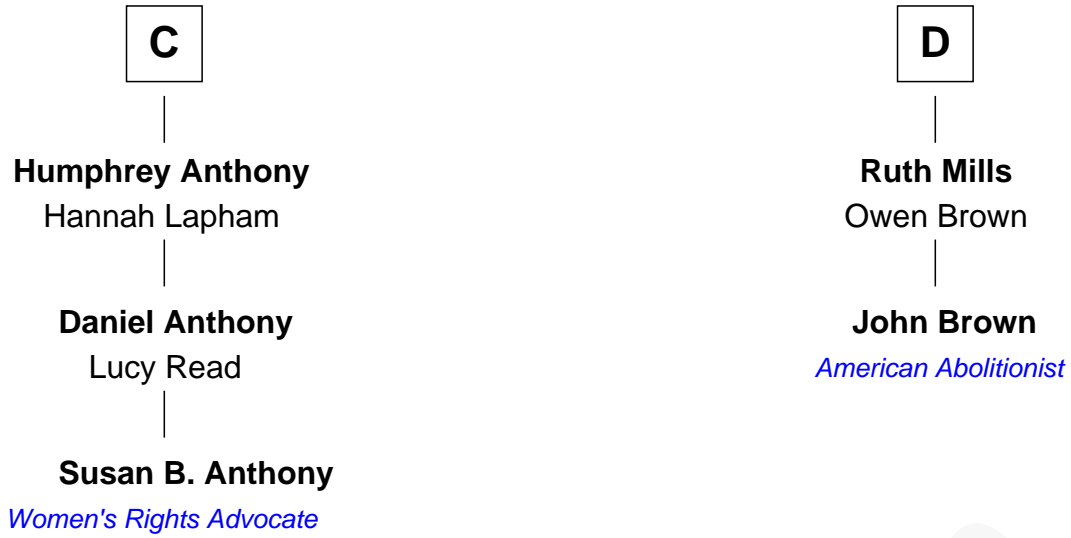 C
Humphrey Anthony
Hannah Lapham
Daniel Anthony
Lucy Read
Susan B. Anthony
Women's Rights Advocate
D
Ruth Mills
Owen Brown
John Brown
American Abolitionist